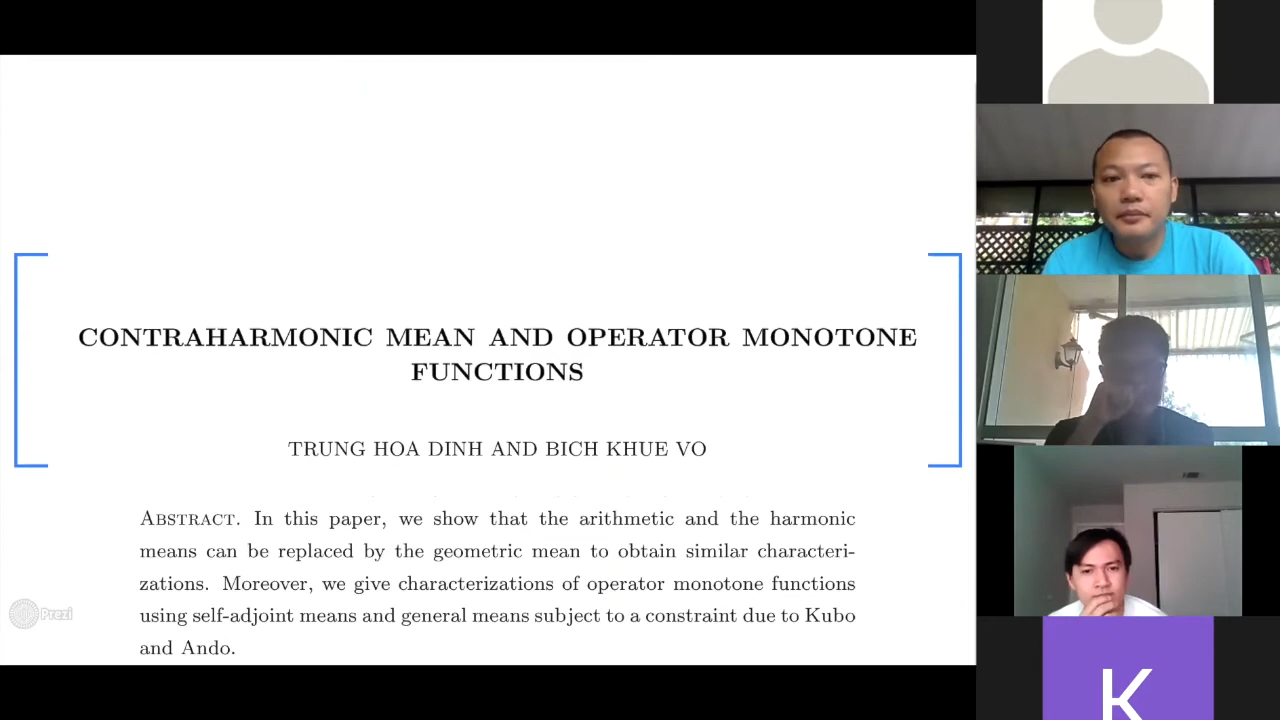 CONTRAHARMONIC MEAN AND OPERATOR MONOTONE
FUNCTIONS
TRUNG HOA DINH AND BICH KHUE VO
ABSTRACT. In this paper, we show that the arithmetic and the harmonic
means can be replaced by the geometric mean to obtain similar characteri-
zations. Moreover, we give characterizations of operator monotone functions
using self-adjoint means and general means subject to a constraint due to Kubo
and Ando.
Prezi
K